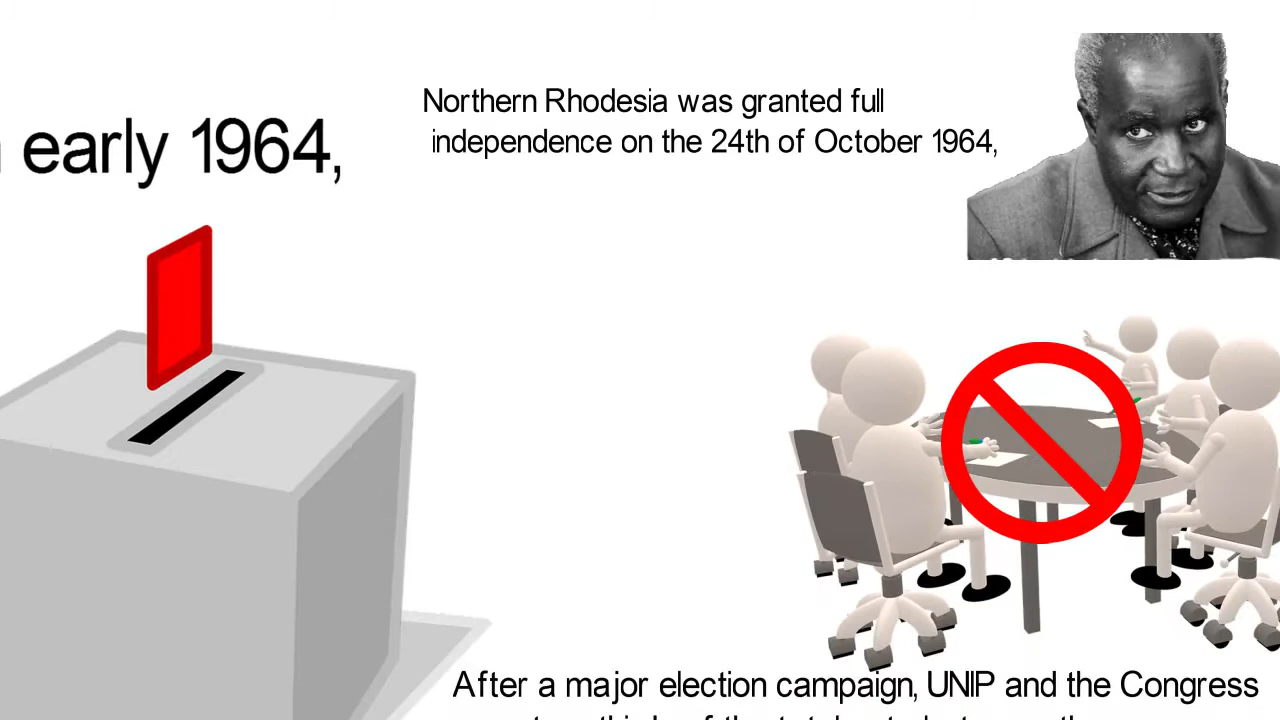 early 1964,
Northern Rhodesia was granted full
independence on the 24th of October 1964,
After a major election campaign, UNIP and the Congress